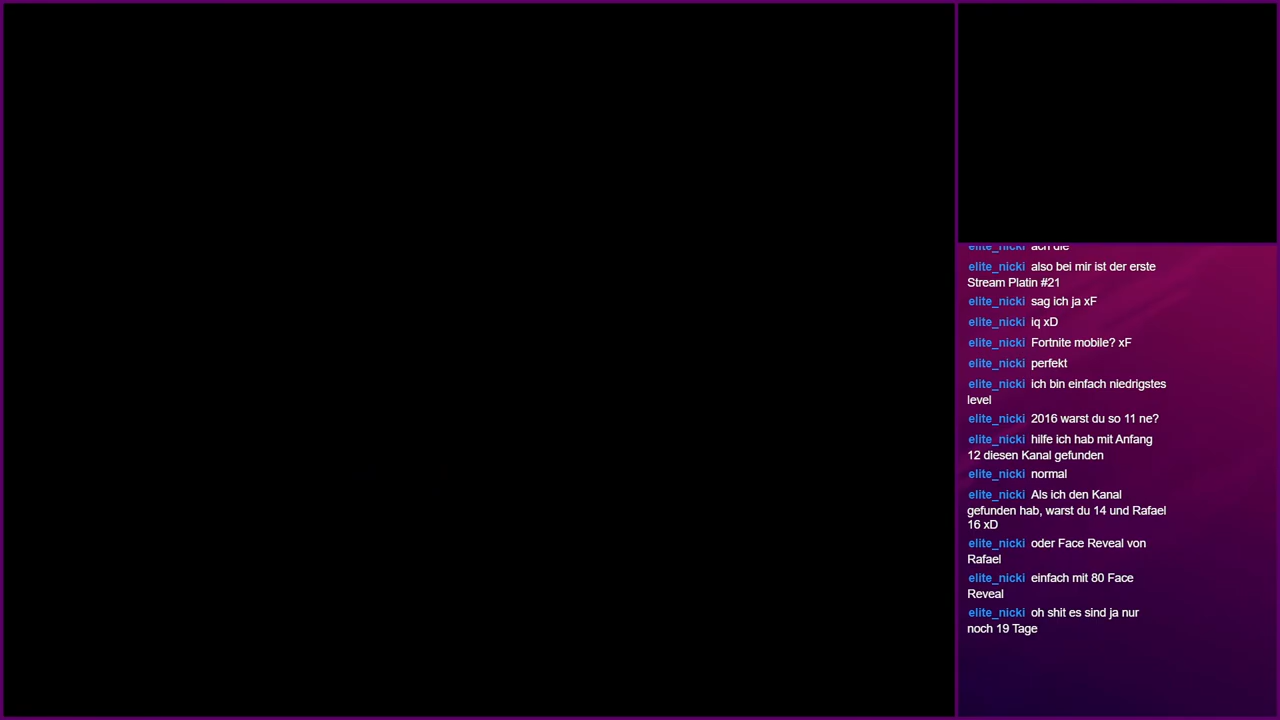 elite_nicki ach die
elite_nicki also bei mir ist der erste
Stream Platin #21
elite_nicki sag ich ja xF
elite_nicki iq xD
elite_nicki Fortnite mobile? xF
elite_nicki perfekt
elite_nicki ich bin einfach niedrigstes
level
elite_nicki 2016 warst du so 11 ne?
elite_nicki hilfe ich hab mit Anfang
12 diesen Kanal gefunden
elite_nicki normal
elite_nicki Als ich den Kanal
gefunden hab, warst du 14 und Rafael
16 xD
elite_nicki oder Face Reveal von
Rafael
elite_nicki einfach mit 80 Face
Reveal
elite_nicki oh shit es sind ja nur
noch 19 Tage